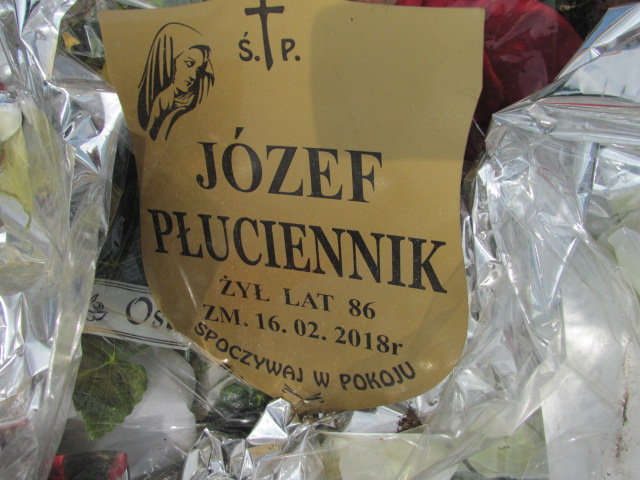 Ś. P.
JÓZEF
PŁUCIENNIK
ŻYŁ LAT 86
ZM. 16. 02. 2018r
SPOCZYWAJ W POKOJU